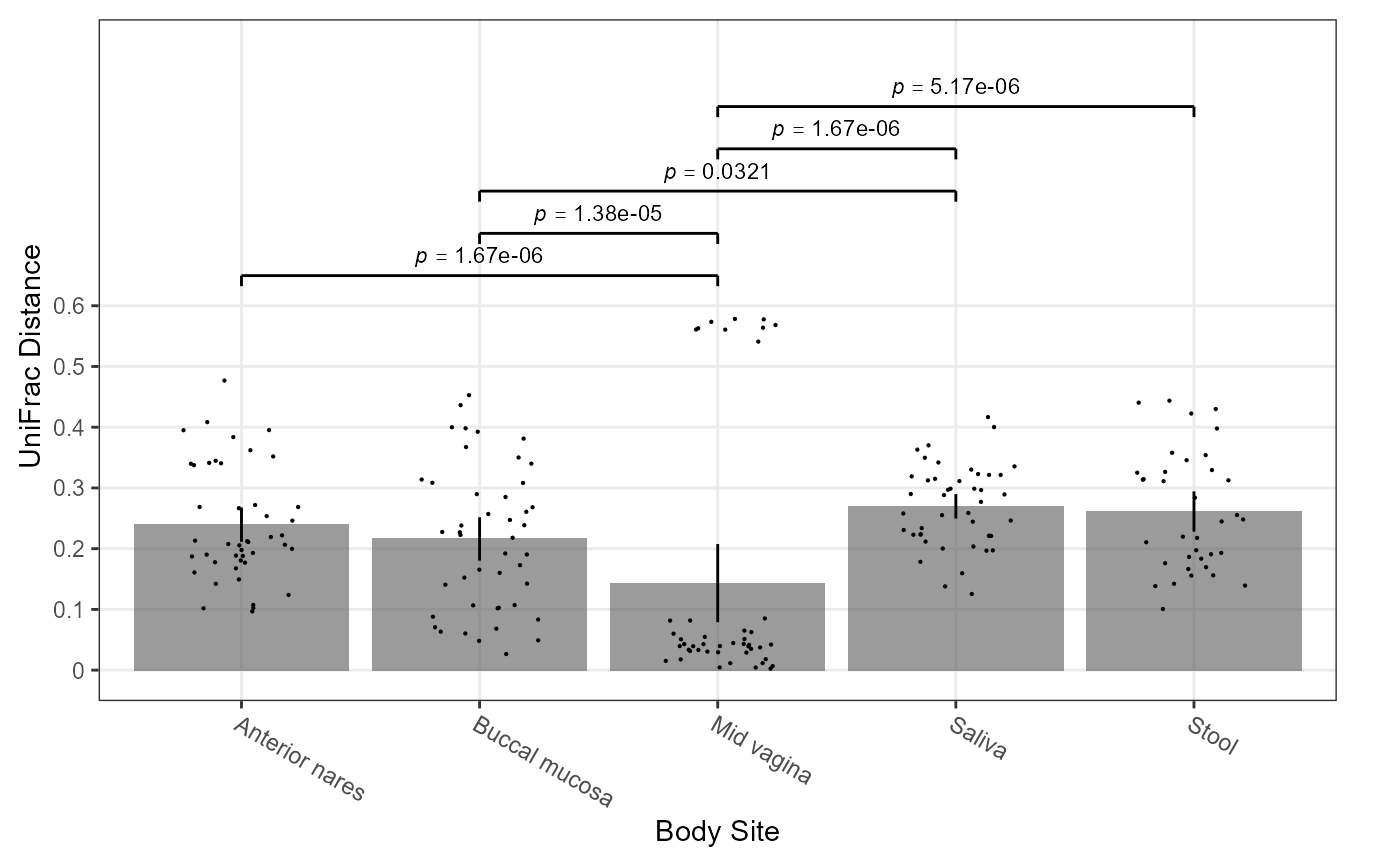 p = 5.17e-06
p = 1.67e-06
p = 0.0321
p = 1.38e-05
p = 1.67e-06
UniFrac Distance
0.6
0.5
0.4
0.3
0.2
0.1
0
Anterior nares
Buccal mucosa
Mid vagina
Saliva
Stool
Body Site